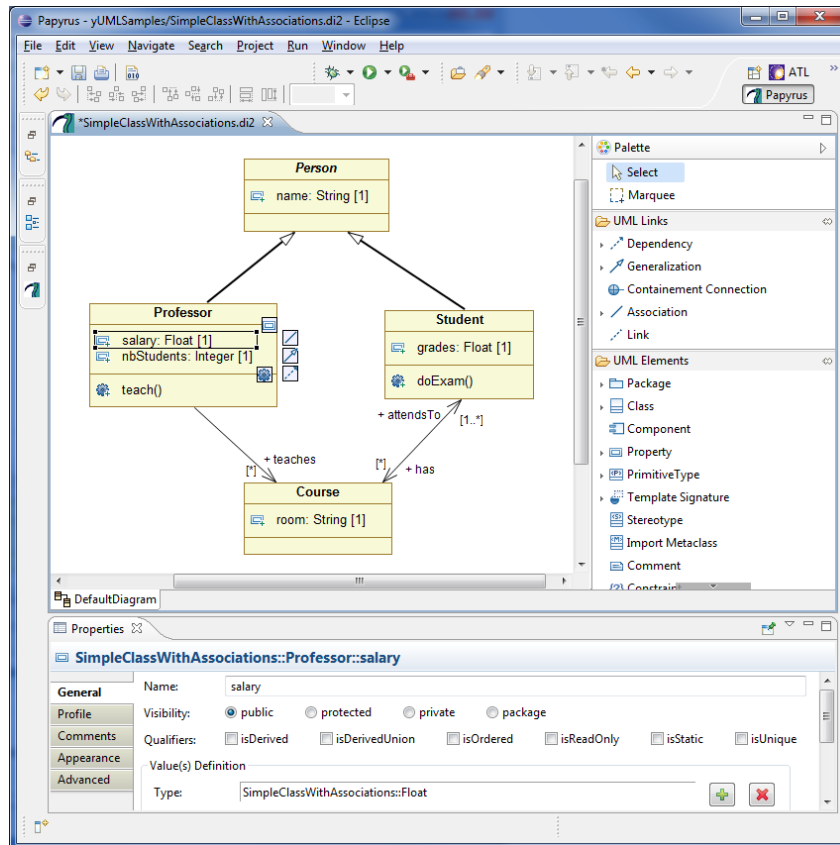 Papyrus - yUMLSamples/SimpleClassWithAssociations.di2 - Eclipse
File Edit View Navigate Search Project Run Window Help
010
ATL »
Papyrus
*SimpleClassWithAssociations.di2
Person
name: String [1]
Professor
salary: Float [1]
nbStudents: Integer [1]
teach()
Student
grades: Float [1]
doExam()
+ attendsTo
[1..*]
+ teaches
[*]
[*]
+ has
Course
room: String [1]
DefaultDiagram
Palette
Select
Marquee
UML Links
Dependency
Generalization
Containement Connection
Association
Link
UML Elements
Package
Class
Component
Property
PrimitiveType
Template Signature
Stereotype
Import Metaclass
Comment
Properties
SimpleClassWithAssociations::Professor::salary
General
Profile
Comments
Appearance
Advanced
Name: salary
Visibility: public protected private package
Qualifiers: isDerived isDerivedUnion isOrdered isReadOnly isStatic isUnique
Value(s) Definition
Type: SimpleClassWithAssociations::Float